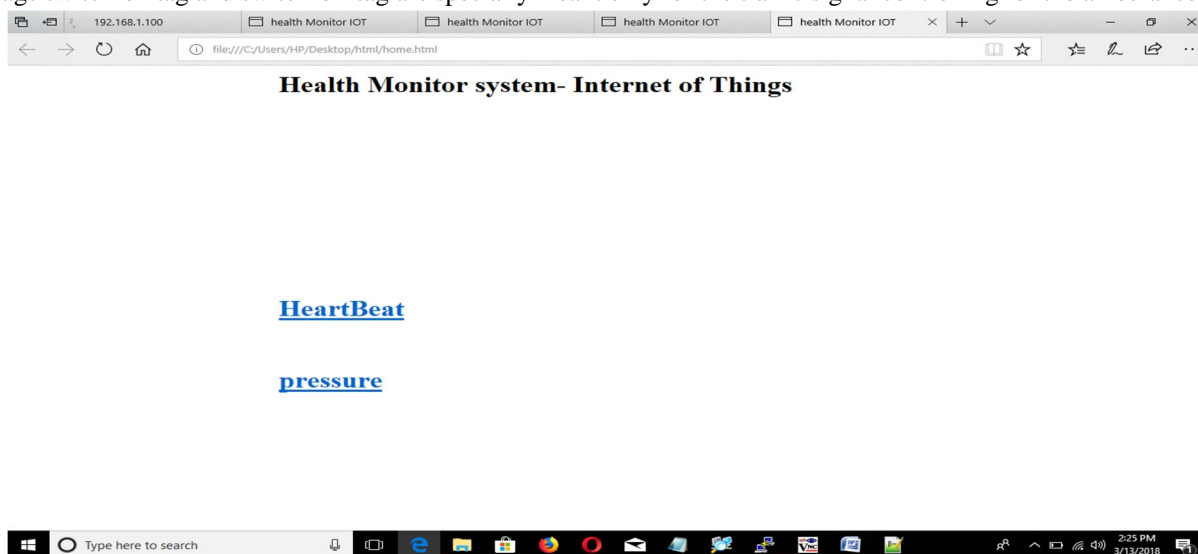 192.168.1.100
health Monitor IOT
health Monitor IOT
health Monitor IOT
health Monitor IOT
file:///C:/Users/HP/Desktop/html/home.html
Health Monitor system- Internet of Things
HeartBeat
pressure
Type here to search
2:25 PM
3/13/2018